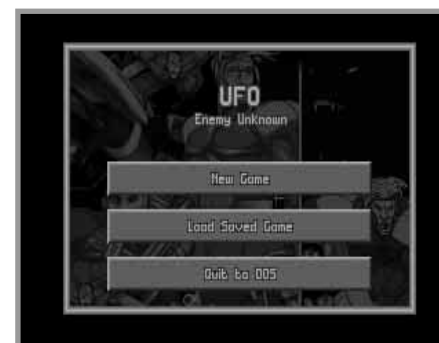 UFO
Enemy Unknown
New Game
Load Saved Game
Quit to DOS